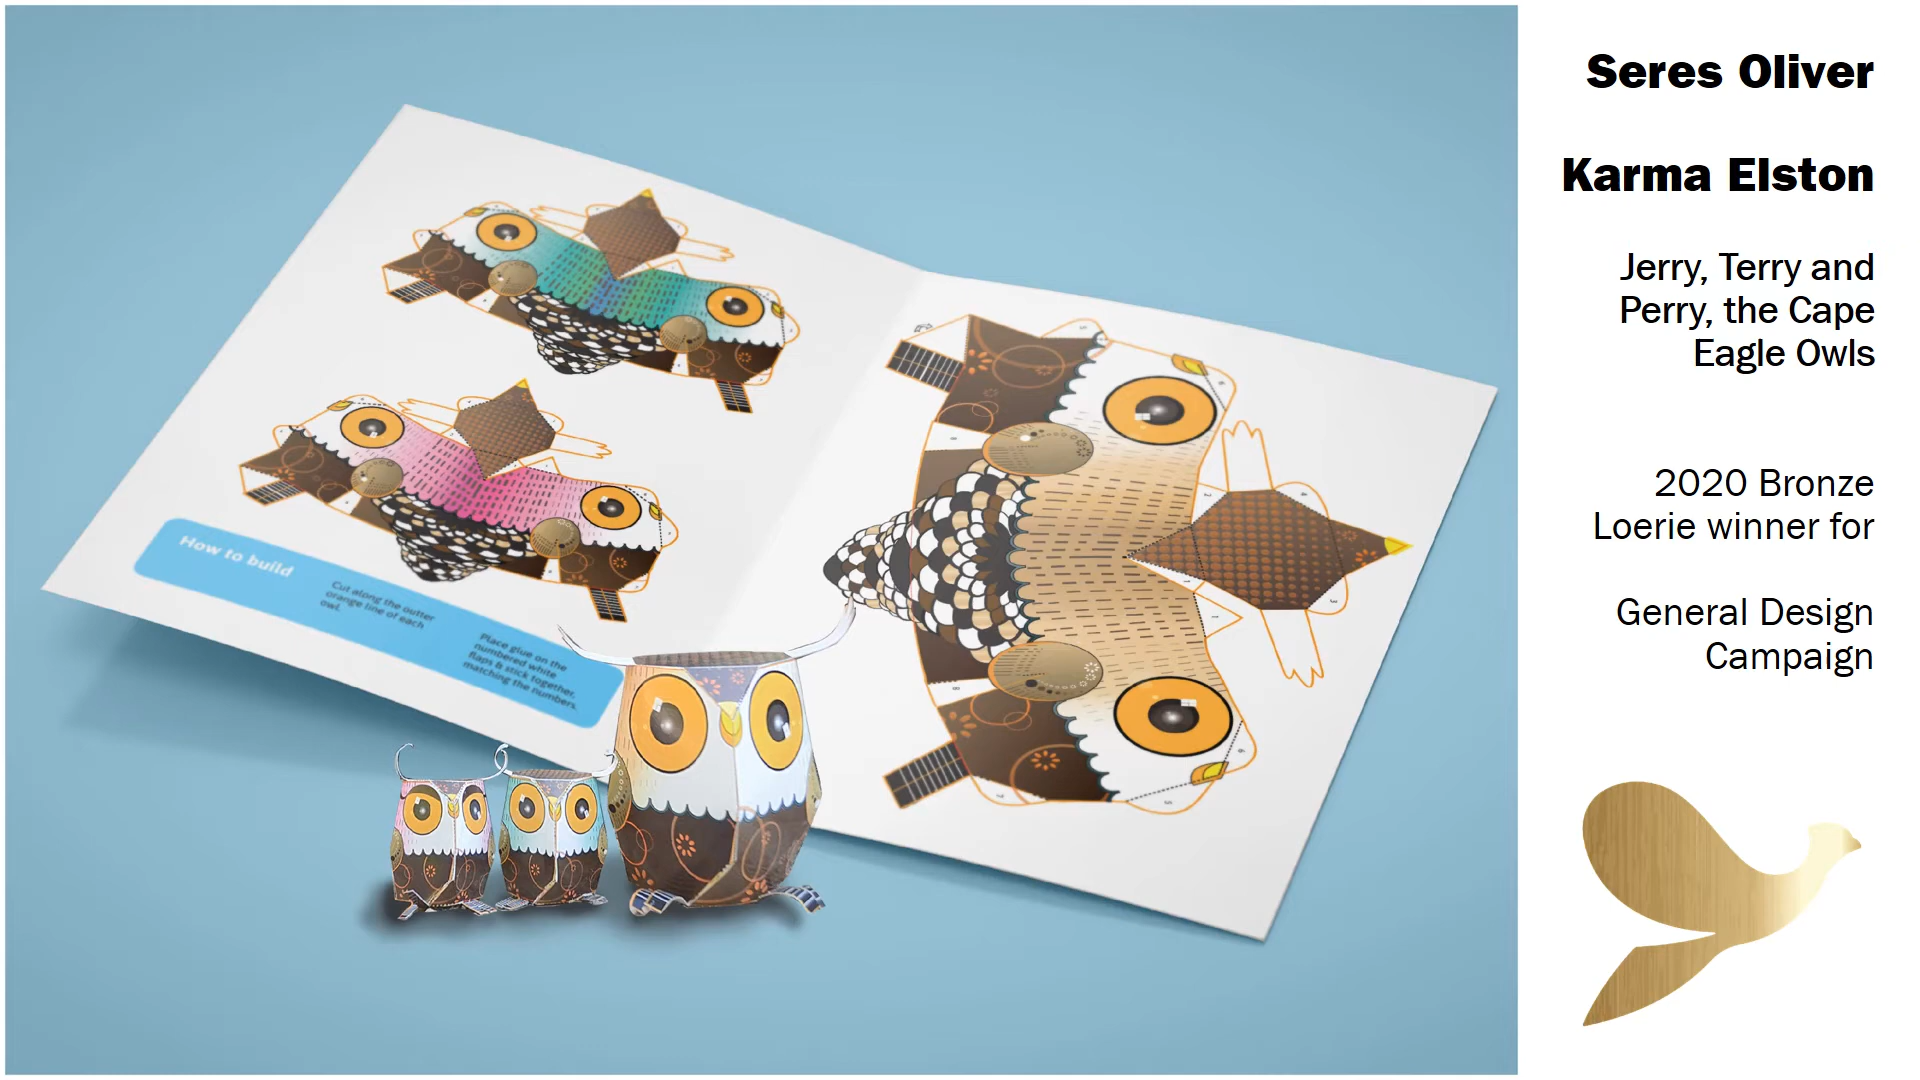 Seres Oliver
Karma Elston
Jerry, Terry and
Perry, the Cape
Eagle Owls
2020 Bronze
Loerie winner for
General Design
Campaign
How to build
Cut along the outter
orange line of each
owl.
Place glue on the
numbered white
flaps & stick together,
matching the numbers.